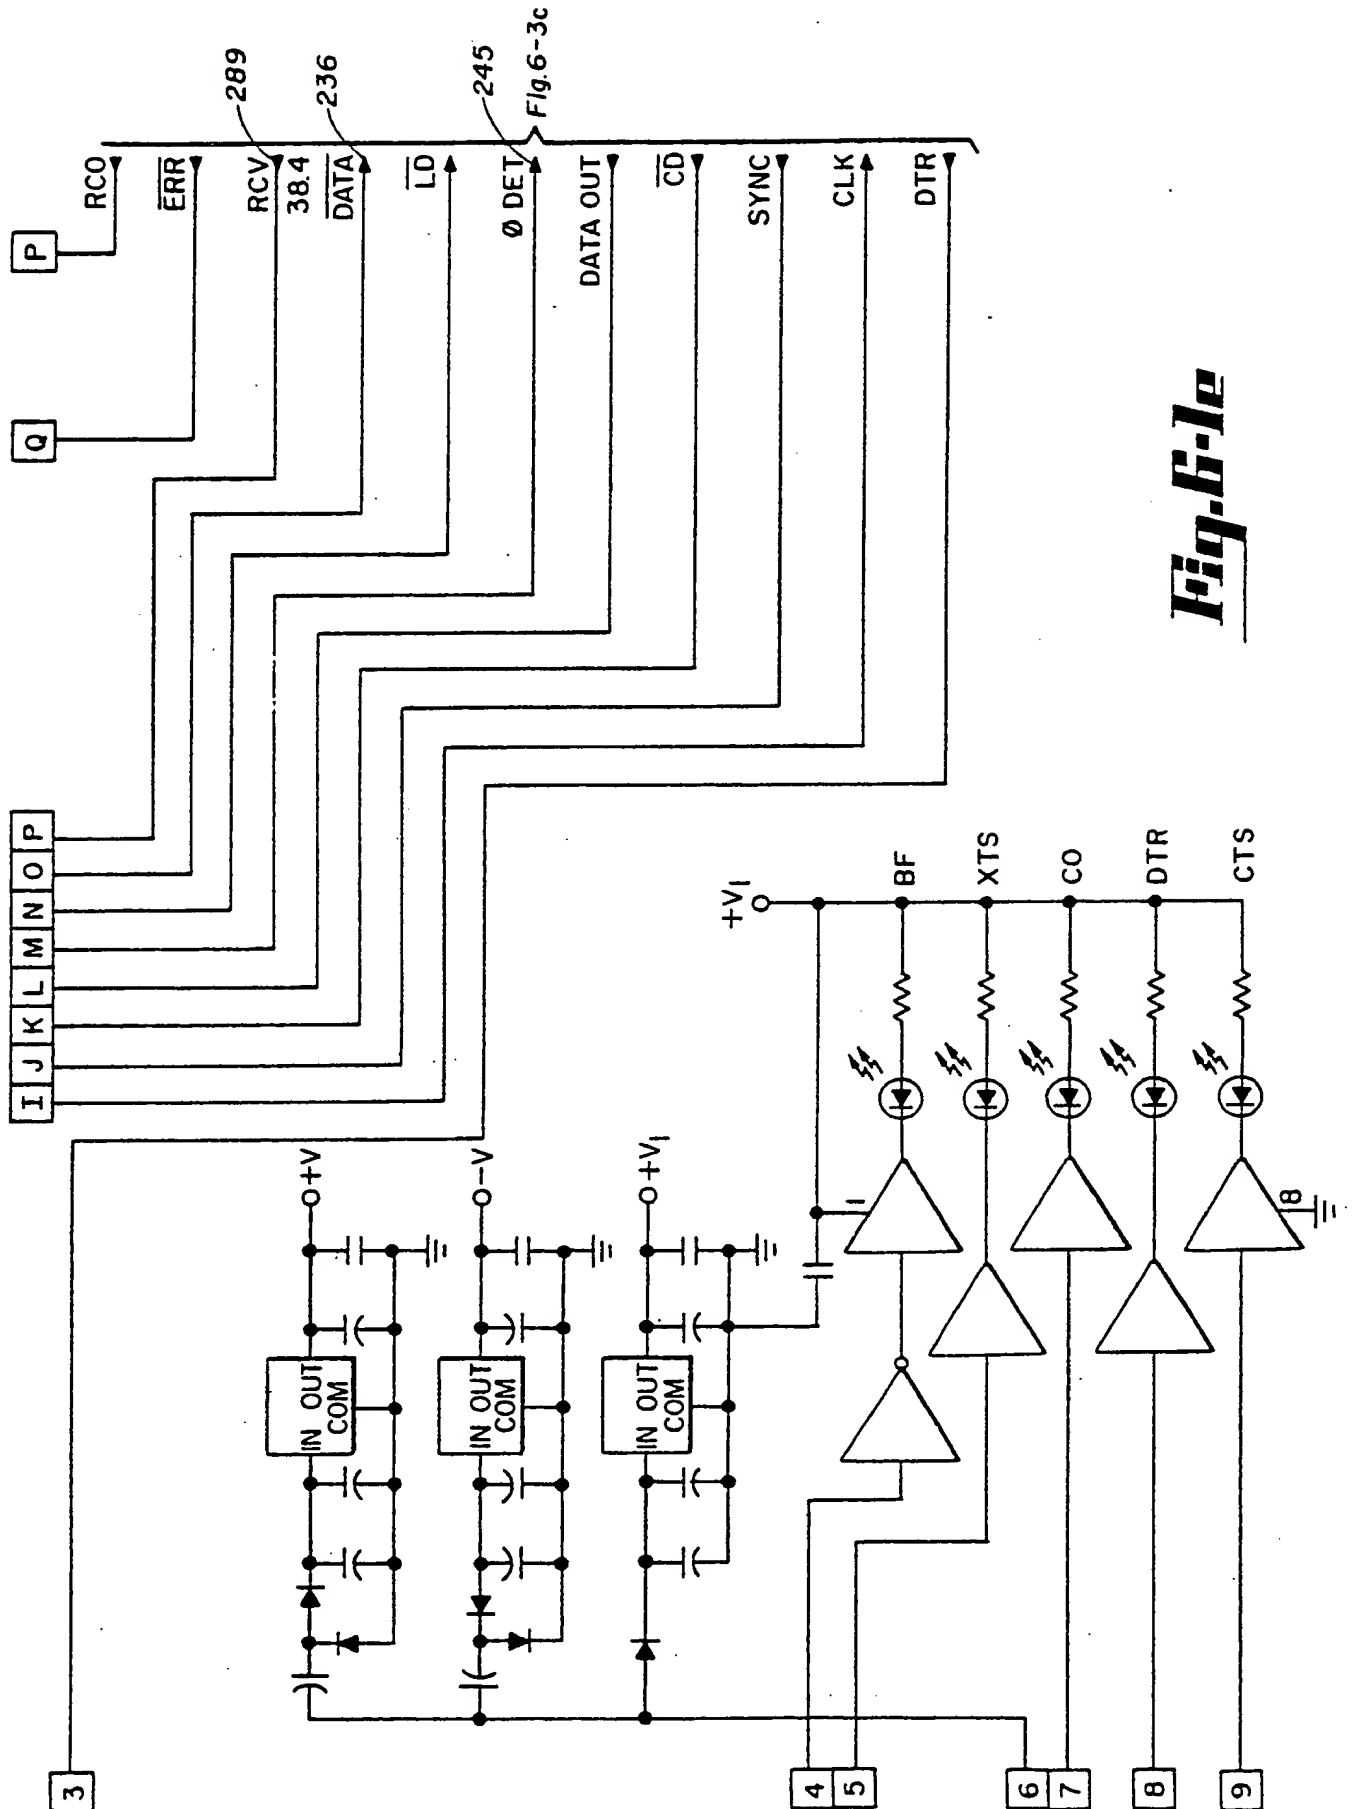 P
RCO
Q
ERR
RCV
38.4
289
DATA
236
LD
Ø DET
245
Fig.6-3c
DATA OUT
CD
SYNC
CLK
DTR
I J K L M N O P
3
+V
IN OUT
COM
-V
IN OUT
COM
+V1
IN OUT
COM
+V1
BF
XTS
CO
DTR
CTS
1
8
4
5
6
7
8
9
Fig.6-1e